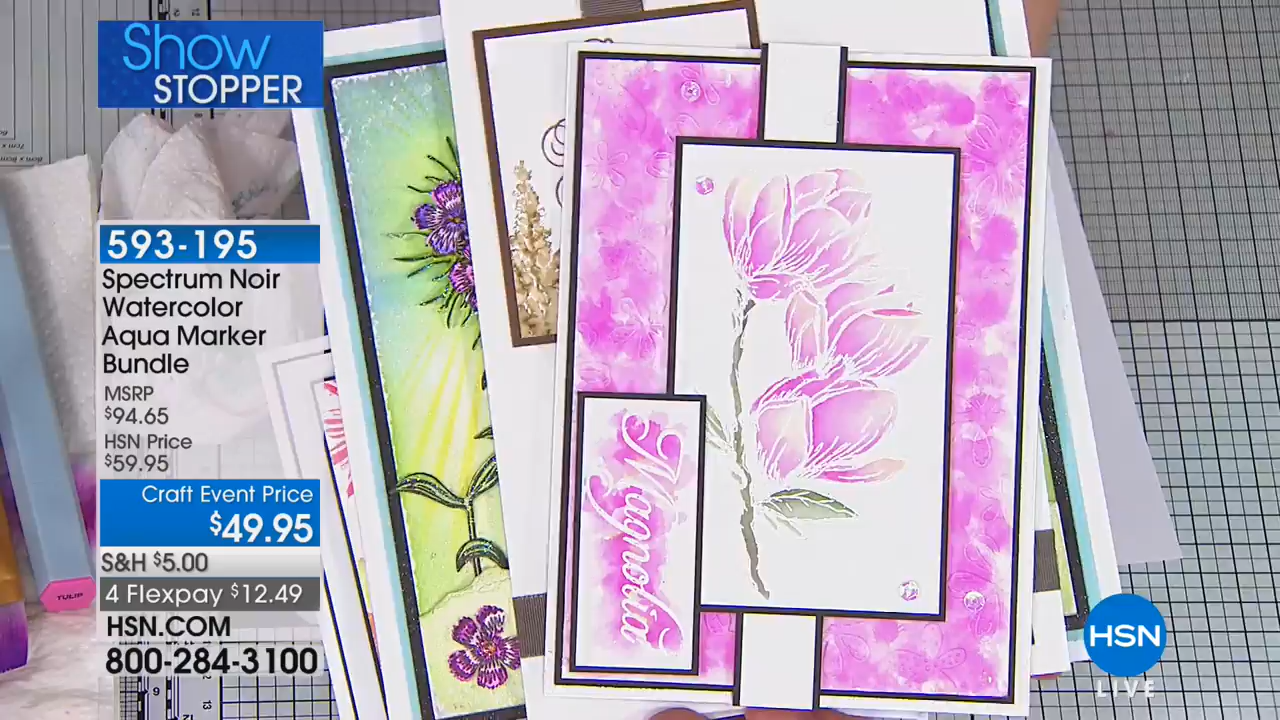 Show
STOPPER
593-195
Spectrum Noir
Watercolor
Aqua Marker
Bundle
MSRP
$94.65
HSN Price
$59.95
Craft Event Price
$49.95
S&H $5.00
4 Flexpay $12.49
HSN.COM
800-284-3100
TULIP
Magnolia
HSN
LIVE